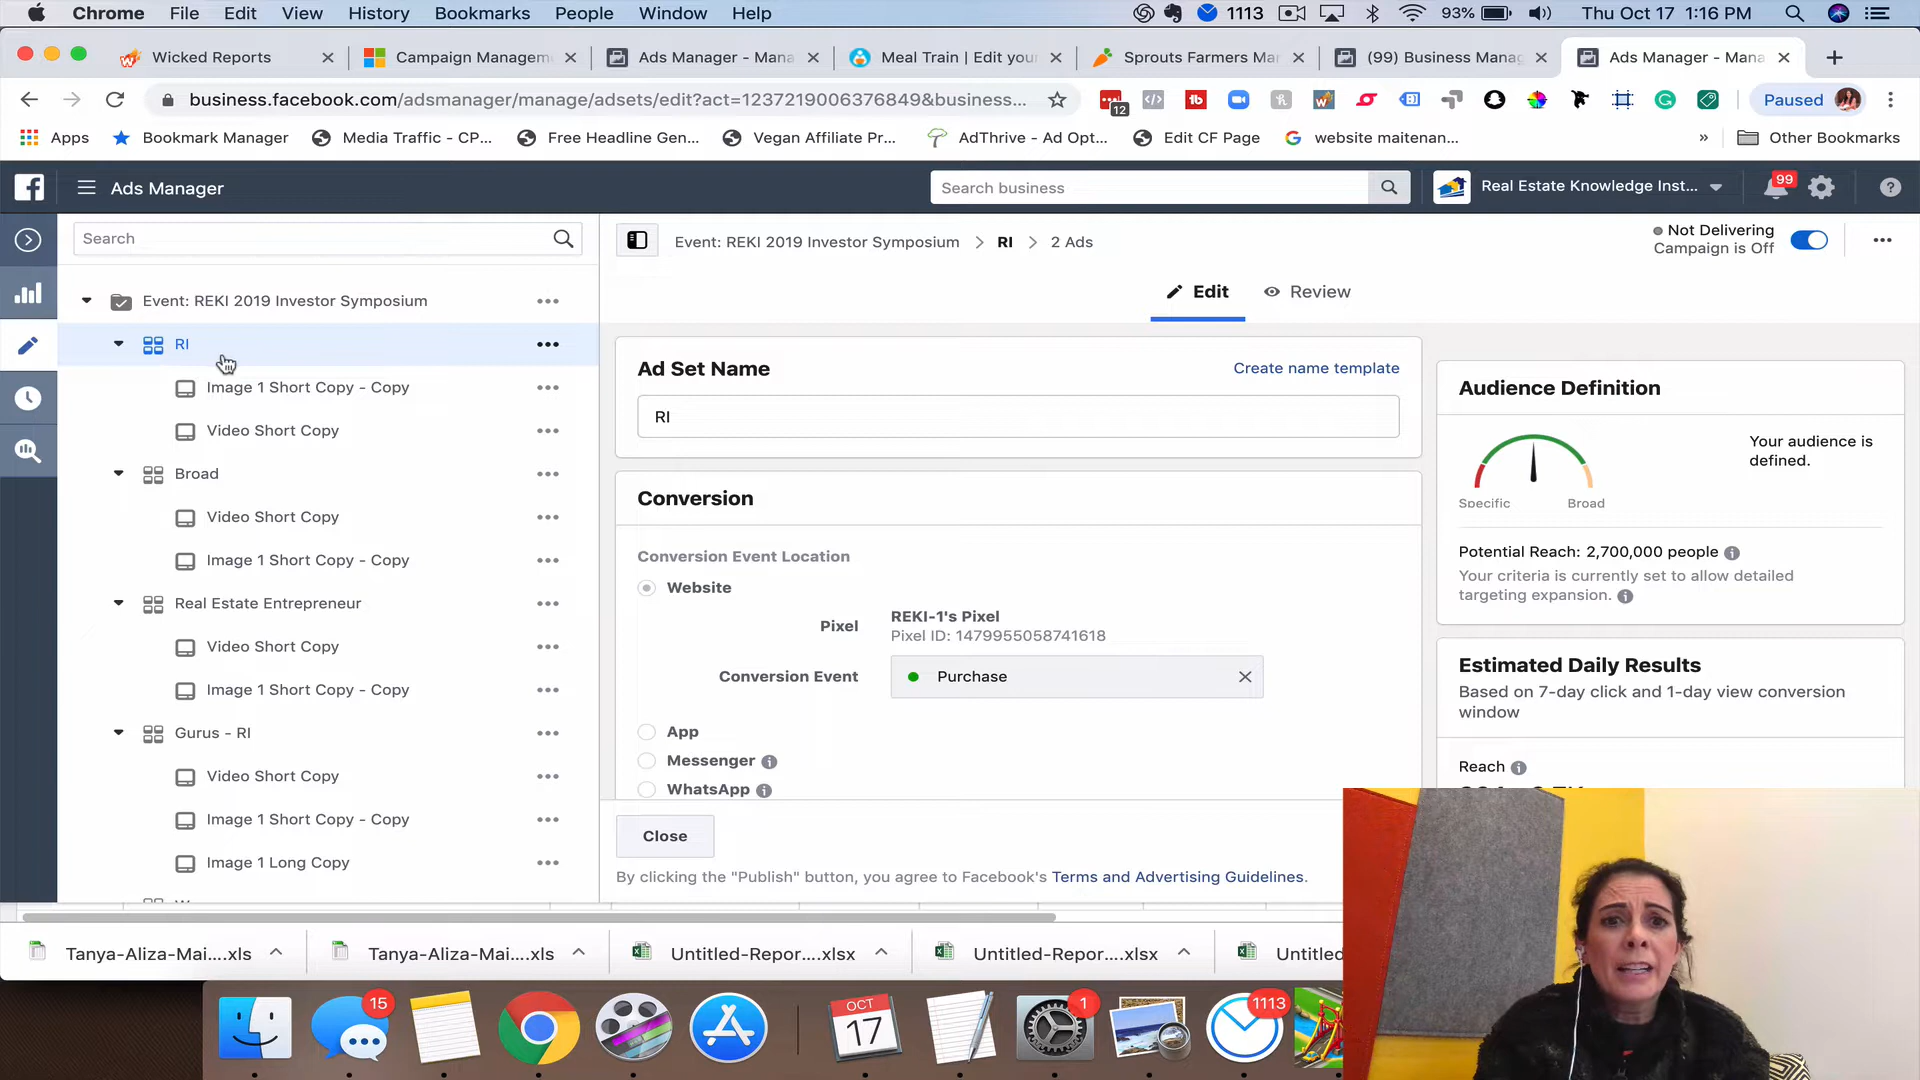 Chrome File Edit View History Bookmarks People Window Help 1113 93% Thu Oct 17 1:16 PM
Wicked Reports Campaign Managem Ads Manager - Mana Meal Train | Edit you Sprouts Farmers Mar (99) Business Manag Ads Manager - Mana
business.facebook.com/adsmanager/manage/adsets/edit?act=1237219006376849&business... 12 Paused
Apps Bookmark Manager Media Traffic - CP... Free Headline Gen... Vegan Affiliate Pr... AdThrive - Ad Opt... Edit CF Page website maitenan... » Other Bookmarks
Ads Manager Search business Real Estate Knowledge Inst... 99
Search
Event: REKI 2019 Investor Symposium
RI
Image 1 Short Copy - Copy
Video Short Copy
Broad
Video Short Copy
Image 1 Short Copy - Copy
Real Estate Entrepreneur
Video Short Copy
Image 1 Short Copy - Copy
Gurus - RI
Video Short Copy
Image 1 Short Copy - Copy
Image 1 Long Copy
Event: REKI 2019 Investor Symposium > RI > 2 Ads
Not Delivering
Campaign is Off
Edit Review
Ad Set Name Create name template
RI
Conversion
Conversion Event Location
Website
Pixel REKI-1's Pixel
Pixel ID: 1479955058741618
Conversion Event Purchase
App
Messenger
WhatsApp
Close
By clicking the "Publish" button, you agree to Facebook's Terms and Advertising Guidelines.
Audience Definition
Your audience is
defined.
Specific Broad
Potential Reach: 2,700,000 people
Your criteria is currently set to allow detailed
targeting expansion.
Estimated Daily Results
Based on 7-day click and 1-day view conversion
window
Reach
Tanya-Aliza-Mai....xls Tanya-Aliza-Mai....xls Untitled-Repor....xlsx Untitled-Repor....xlsx Untitled
15 OCT 17 1 1113